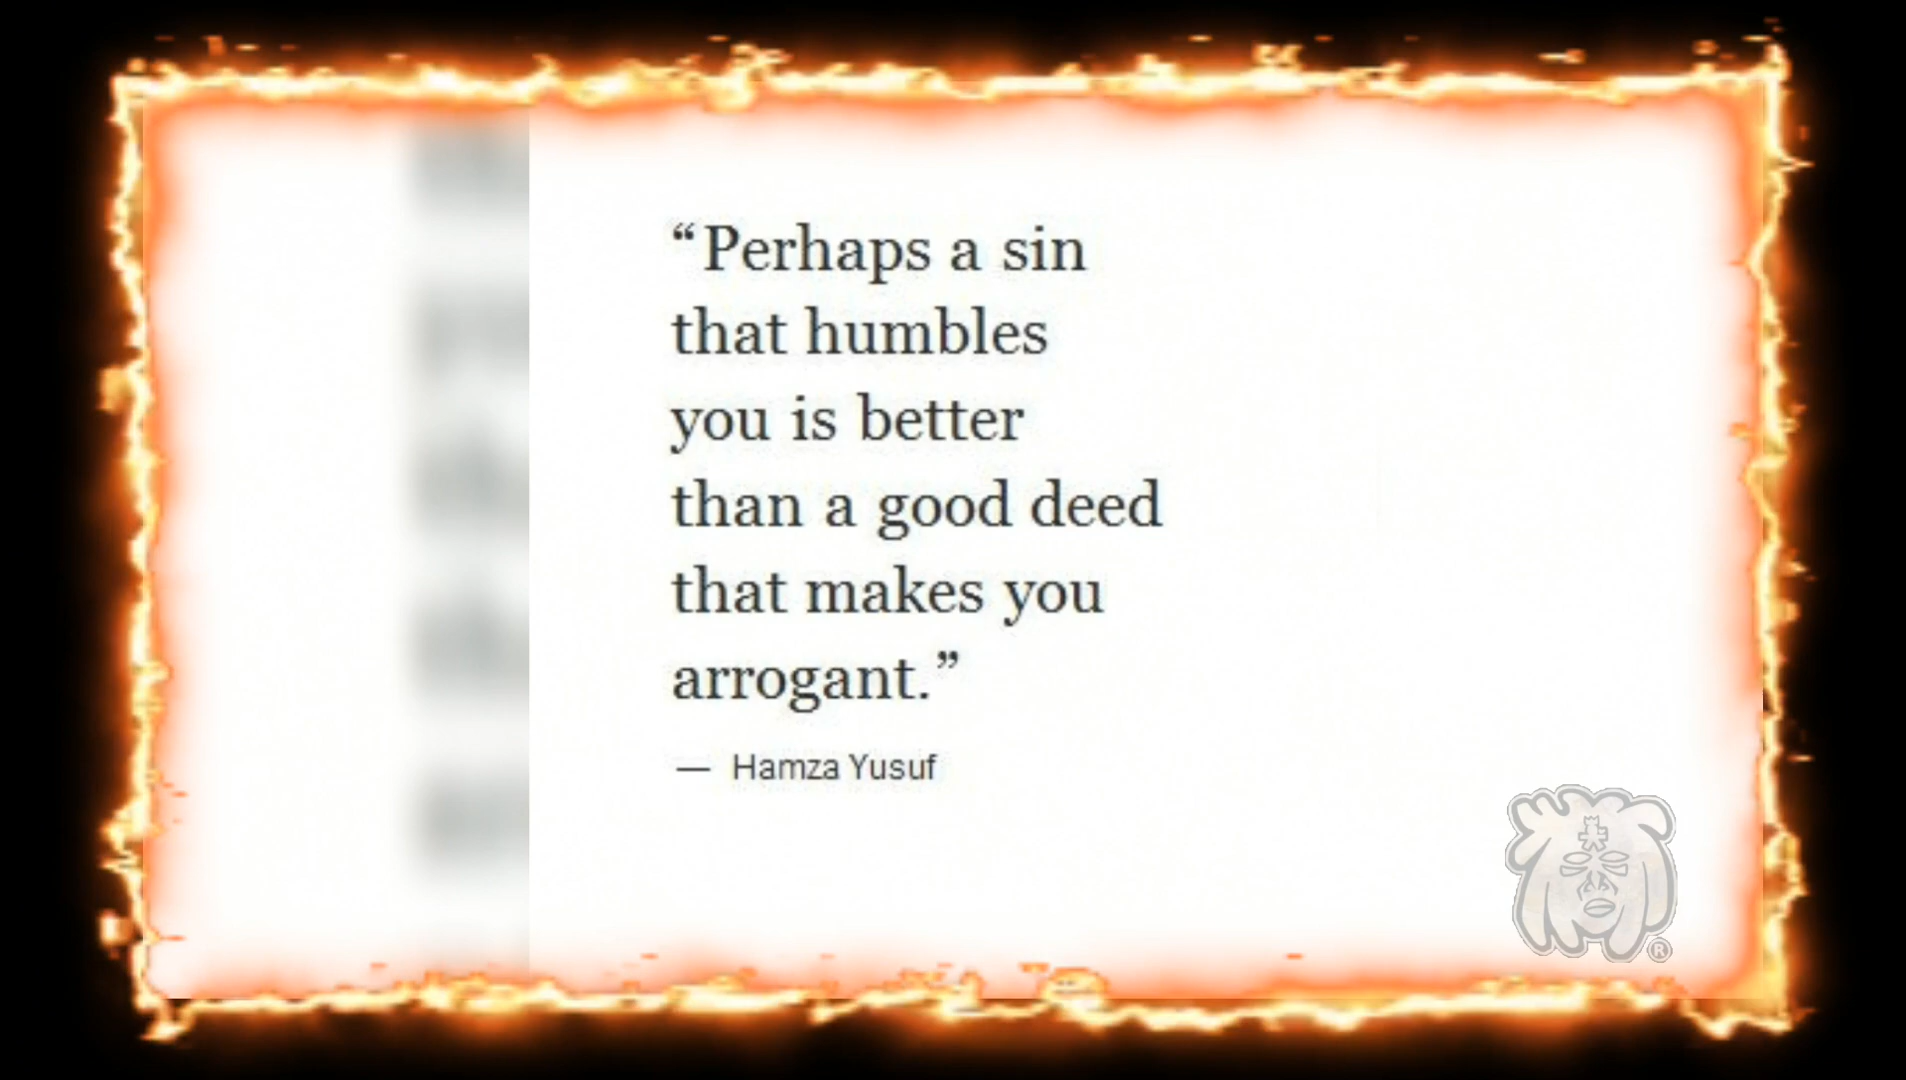 “Perhaps a sin
that humbles
you is better
than a good deed
that makes you
arrogant.”
— Hamza Yusuf
®